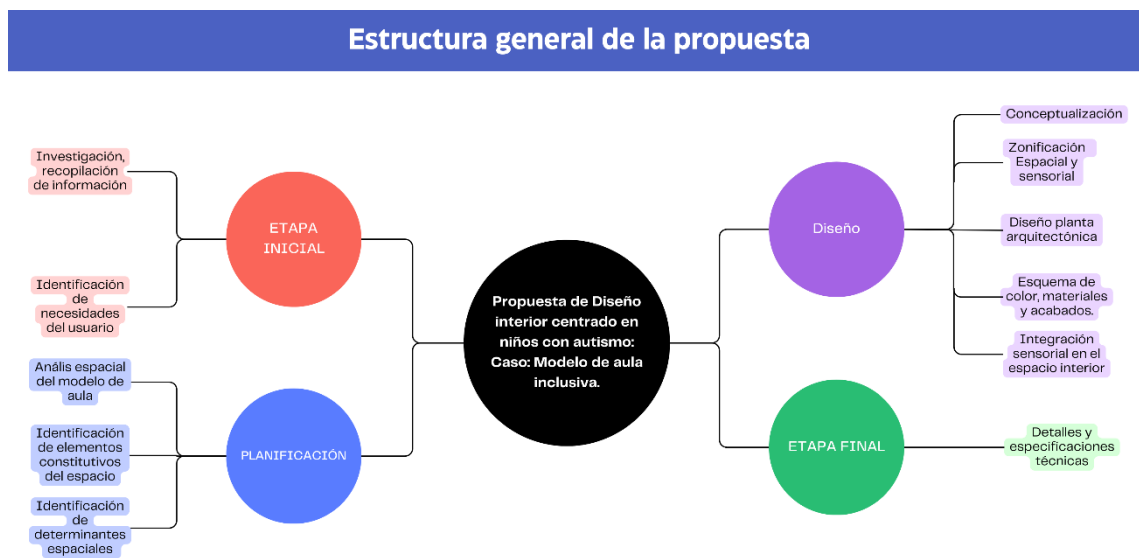 Estructura general de la propuesta
Investigación,
recopilación
de información
ETAPA
INICIAL
Identificación
de
necesidades
del usuario
Anális espacial
del modelo de
aula
Identificación
de elementos
constitutivos
del espacio
PLANIFICACIÓN
Identificación
de
determinantes
espaciales
Propuesta de Diseño
interior centrado en
niños con autismo:
Caso: Modelo de aula
inclusiva.
Diseño
Conceptualización
Zonificación
Espacial y
sensorial
Diseño planta
arquitectónica
Esquema de
color, materiales
y acabados.
Integración
sensorial en el
espacio interior
ETAPA FINAL
Detalles y
especificaciones
técnicas